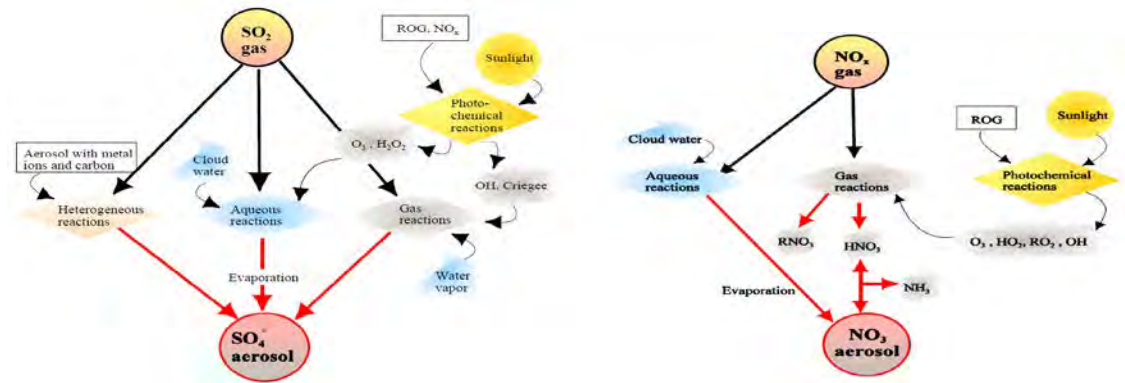 SO₂
gas
ROG, NOₓ
Sunlight
Photo-
chemical
reactions
O₃ , H₂O₂
Aerosol with metal
ions and carbon
Cloud
water
OH, Criegee
Heterogeneous
reactions
Aqueous
reactions
Gas
reactions
Evaporation
Water
vapor
SO₄⁼
aerosol
NOₓ
gas
Cloud water
ROG
Sunlight
Aqueous
reactions
Gas
reactions
Photochemical
reactions
RNO₃
HNO₃
O₃ , HO₂, RO₂ , OH
Evaporation
NH₃
NO₃
aerosol